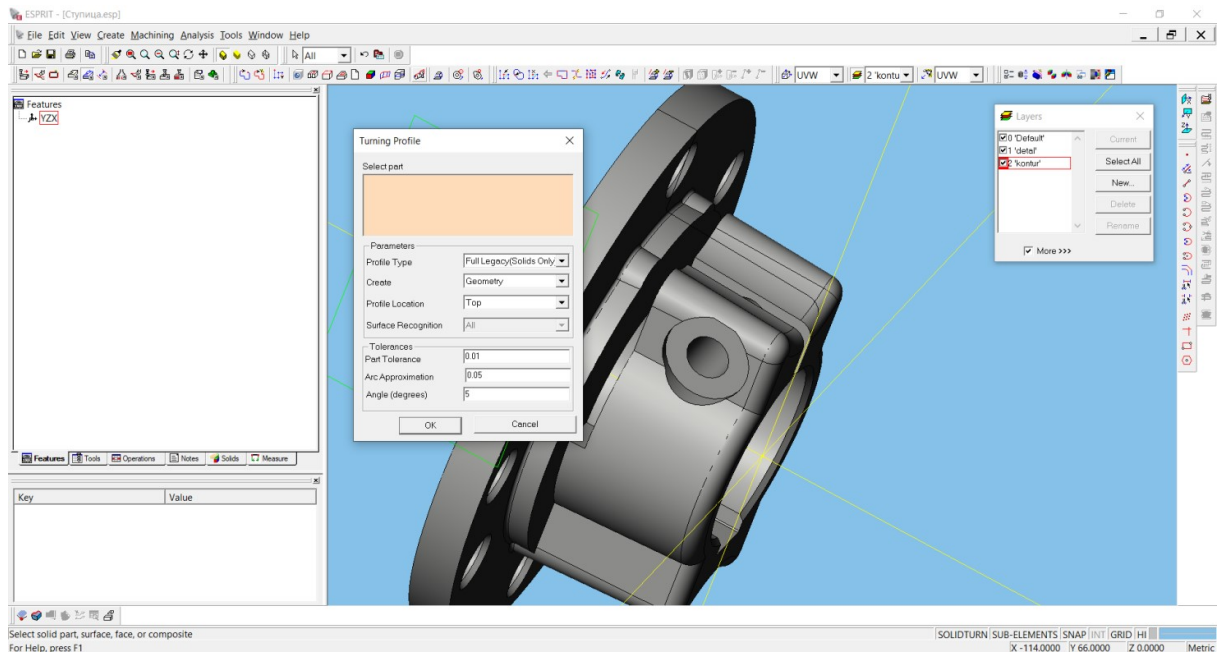 ESPRIT - [Ступица.esp]
File Edit View Create Machining Analysis Tools Window Help
All
UVW
2 'kontu
UVW
Features
YZX
Turning Profile
Select part
Parameters
Profile Type
Full Legacy(Solids Only
Create
Geometry
Profile Location
Top
Surface Recognition
All
Tolerances
Part Tolerance
0.01
Arc Approximation
0.05
Angle (degrees)
5
OK
Cancel
Layers
0 'Default'
1 'detal'
2 'kontur'
Current
Select All
New...
Delete
Rename
More >>>
Features Tools Operations Notes Solids Measure
Key Value
Select solid part, surface, face, or composite
SOLIDTURN SUB-ELEMENTS SNAP INT GRID HI
For Help, press F1
X -114.0000 Y 66.0000 Z 0.0000 Metric